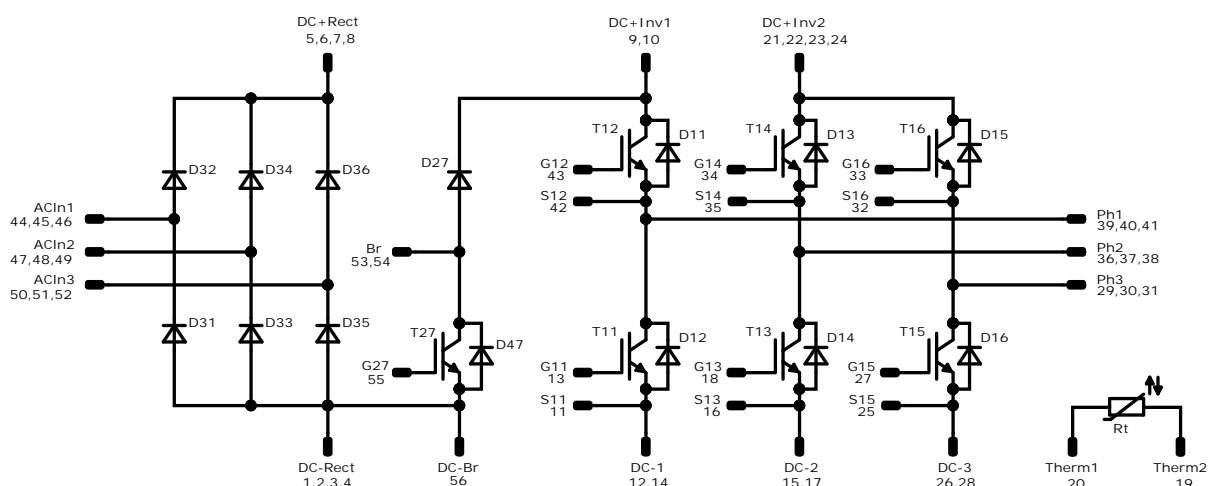 DC+Rect
5,6,7,8
DC+Inv1
9,10
DC+Inv2
21,22,23,24
T12
D11
T14
D13
T16
D15
D32
D34
D36
D27
G12
43
G14
34
G16
33
S12
42
S14
35
S16
32
ACIn1
44,45,46
Ph1
39,40,41
ACIn2
47,48,49
Br
53,54
Ph2
36,37,38
ACIn3
50,51,52
Ph3
29,30,31
D31
D33
D35
T27
D47
T11
D12
T13
D14
T15
D16
G27
55
G11
13
G13
18
G15
27
S11
11
S13
16
S15
25
Rt
DC-Rect
1,2,3,4
DC-Br
56
DC-1
12,14
DC-2
15,17
DC-3
26,28
Therm1
20
Therm2
19